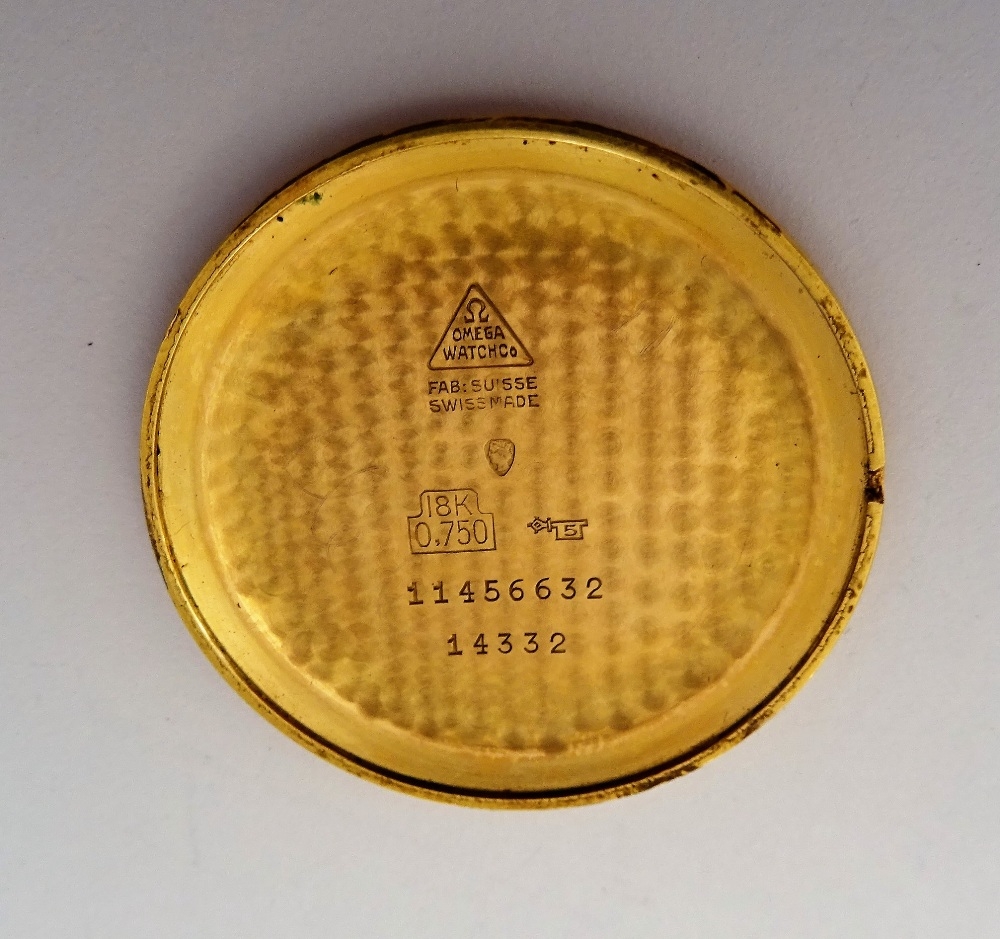 Ω
OMEGA
WATCH Co
FAB: SUISSE
SWISS MADE
18K
0,750
5
11456632
14332